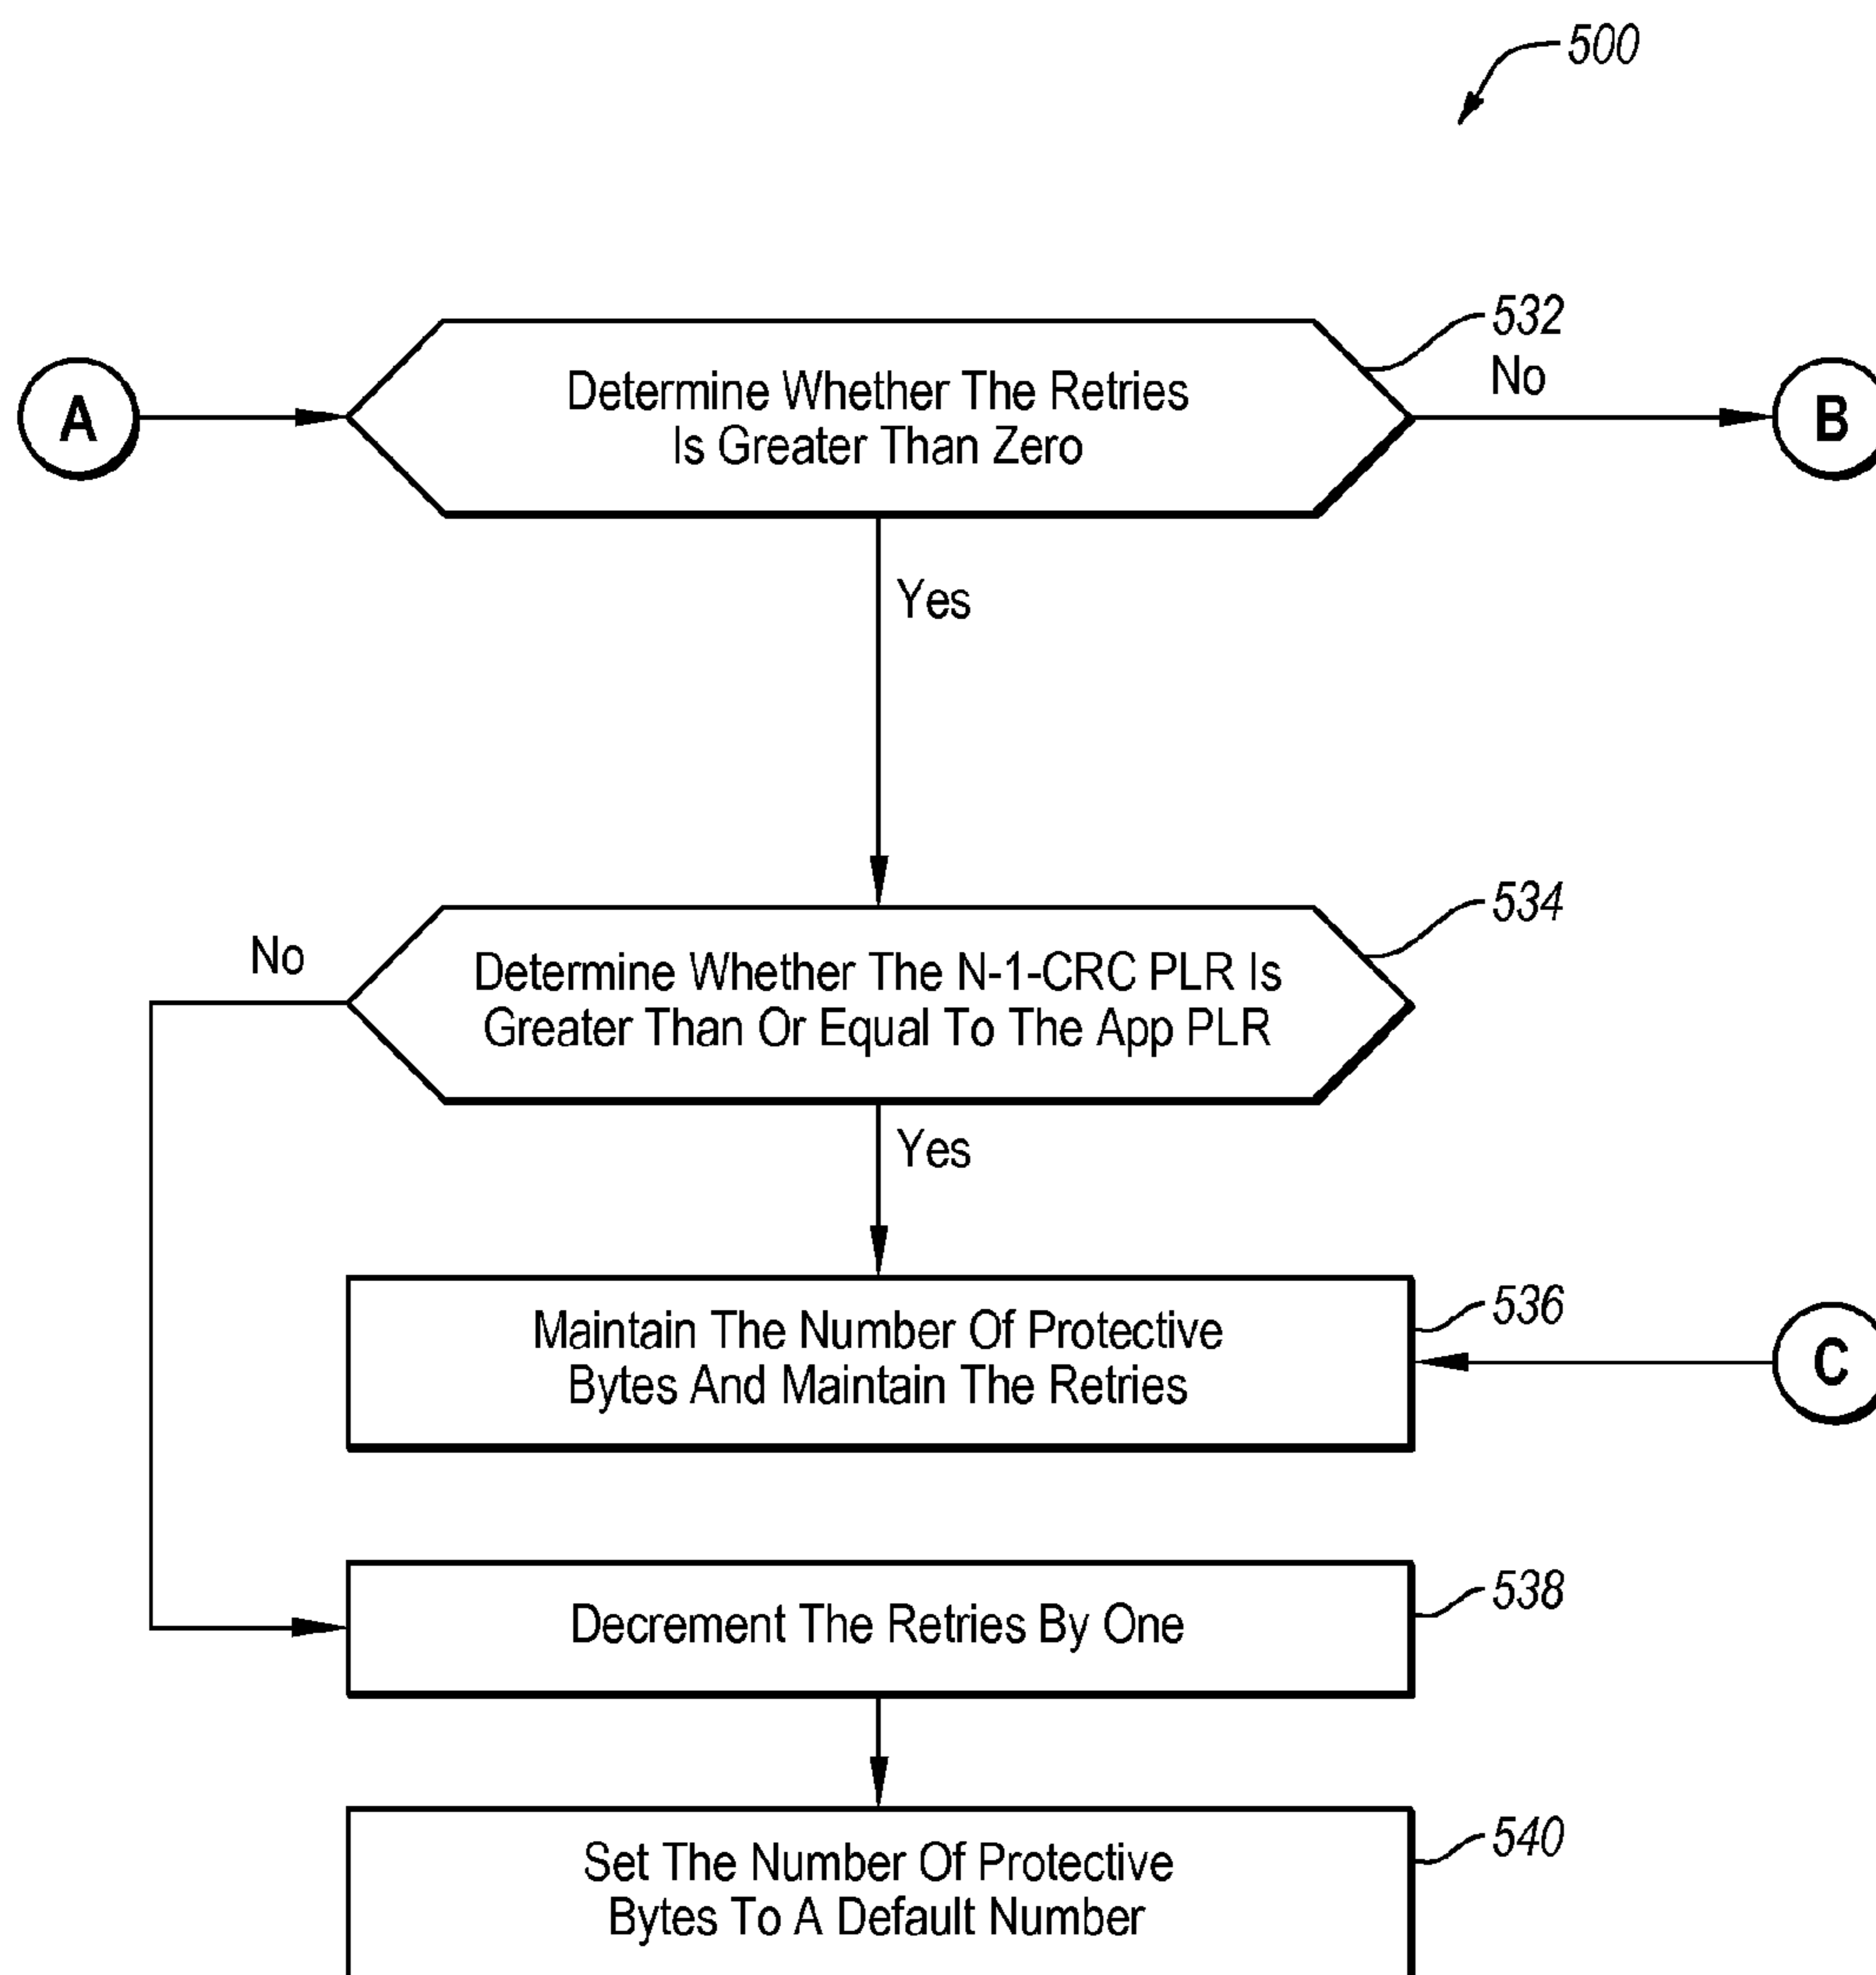 500
532
No
A
Determine Whether The Retries
Is Greater Than Zero
B
Yes
534
No
Determine Whether The N-1-CRC PLR Is
Greater Than Or Equal To The App PLR
Yes
536
Maintain The Number Of Protective
Bytes And Maintain The Retries
C
538
Decrement The Retries By One
540
Set The Number Of Protective
Bytes To A Default Number